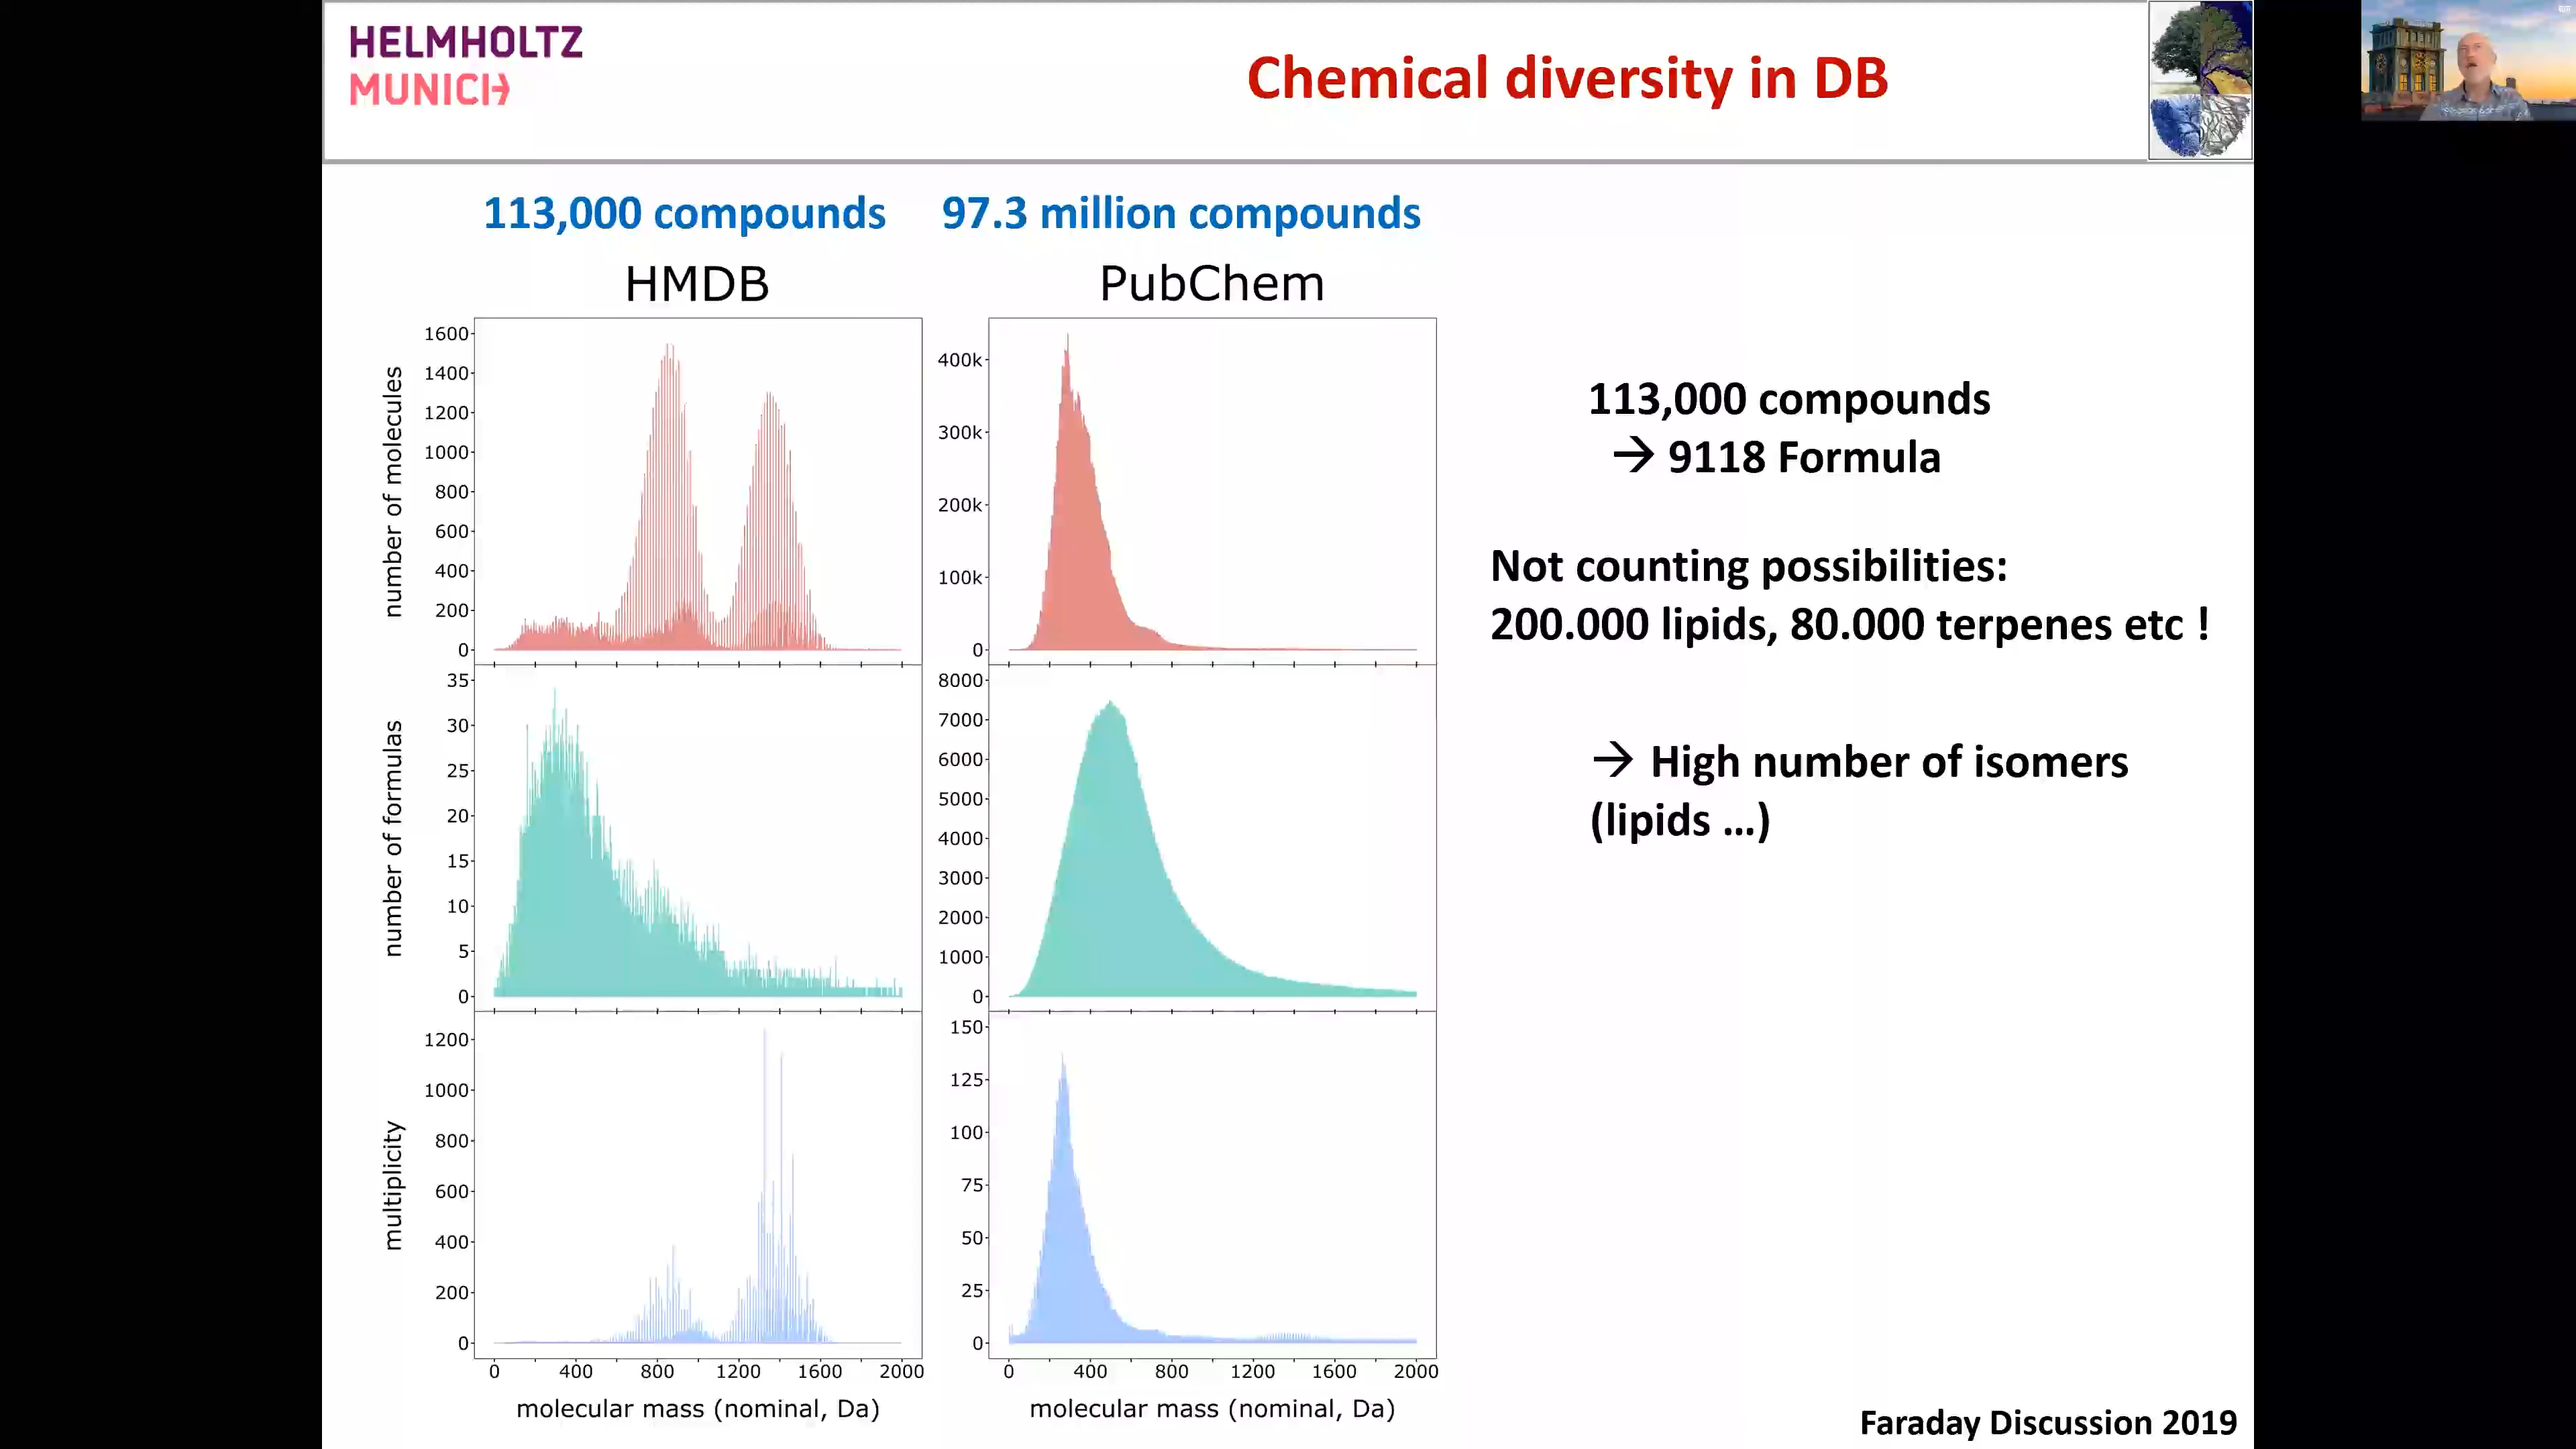 HELMHOLTZ
MUNICH
Chemical diversity in DB
113,000 compounds
97.3 million compounds
HMDB
PubChem
number of molecules
1600
1400
1200
1000
800
600
400
200
0
400k
300k
200k
100k
0
number of formulas
35
30
25
20
15
10
5
0
8000
7000
6000
5000
4000
3000
2000
1000
0
multiplicity
1200
1000
800
600
400
200
0
150
125
100
75
50
25
0
0 400 800 1200 1600 2000
0 400 800 1200 1600 2000
molecular mass (nominal, Da)
molecular mass (nominal, Da)
113,000 compounds
→ 9118 Formula
Not counting possibilities:
200.000 lipids, 80.000 terpenes etc !
→ High number of isomers
(lipids ...)
Faraday Discussion 2019